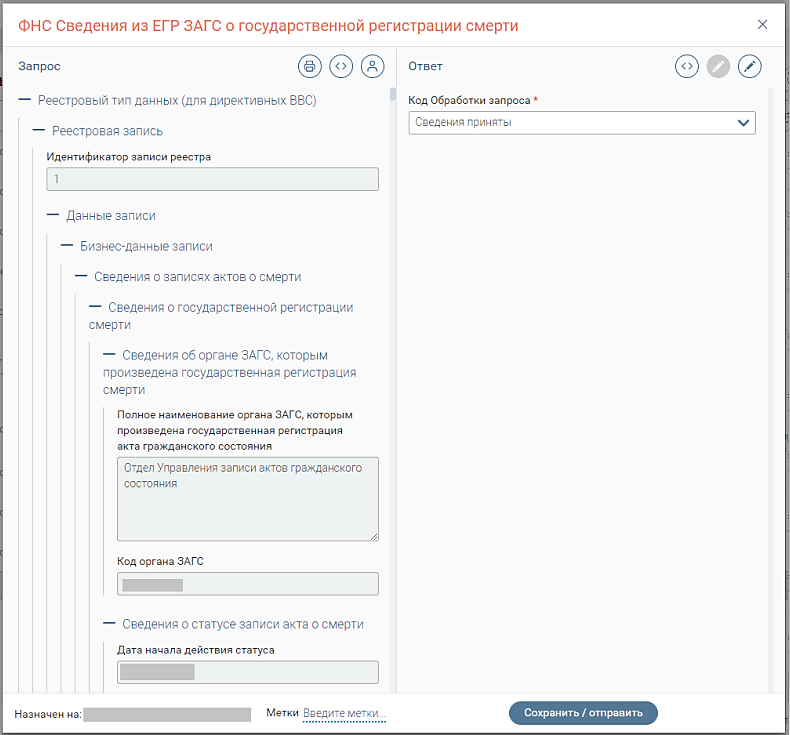 ФНС Сведения из ЕГР ЗАГС о государственной регистрации смерти
Запрос
Реестровый тип данных (для директивных ВВС)
Реестровая запись
Идентификатор записи реестра
1
Данные записи
Бизнес-данные записи
Сведения о записях актов о смерти
Сведения о государственной регистрации
смерти
Сведения об органе ЗАГС, которым
произведена государственная регистрация
смерти
Полное наименование органа ЗАГС, которым
произведена государственная регистрация
акта гражданского состояния
Отдел Управления записи актов гражданского
состояния
Код органа ЗАГС
Сведения о статусе записи акта о смерти
Дата начала действия статуса
Ответ
Код Обработки запроса *
Сведения приняты
Назначен на:
Метки Введите метки...
Сохранить / отправить